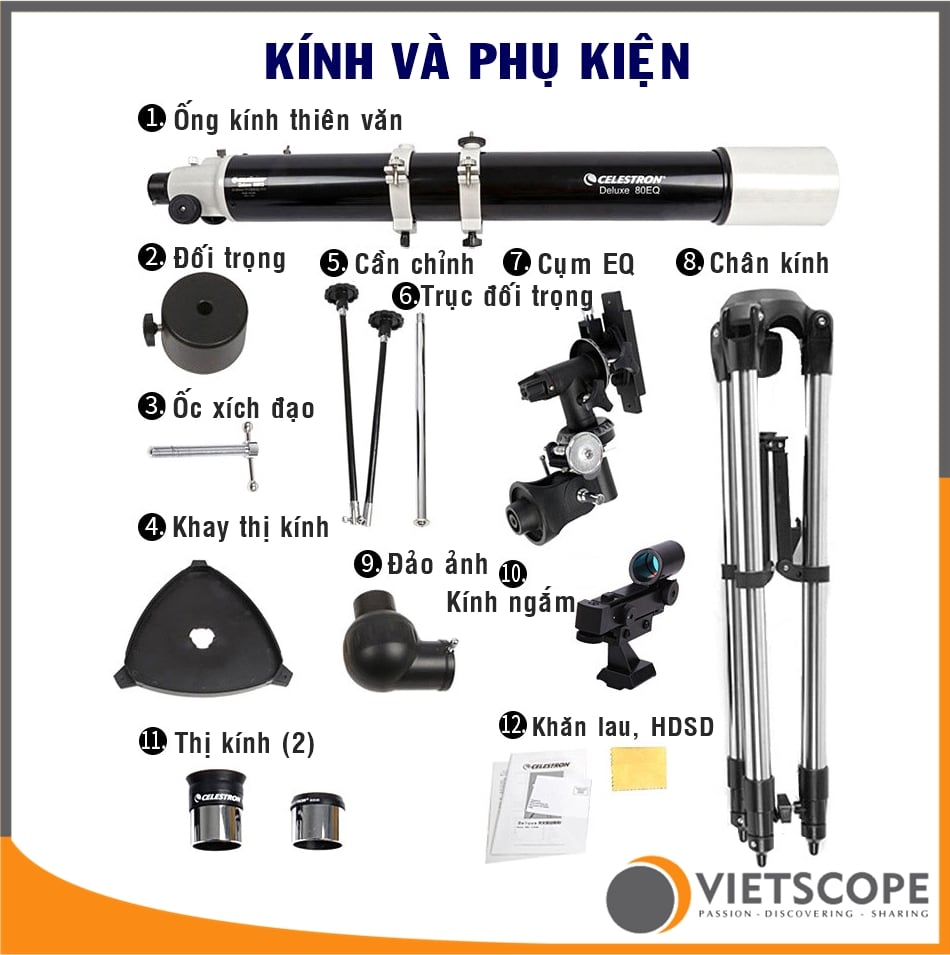 KÍNH VÀ PHỤ KIỆN
1. Ống kính thiên văn
CELESTRON
Deluxe 80EQ
2. Đối trọng
5. Cần chỉnh
7. Cụm EQ
8. Chân kính
6. Trục đối trọng
3. Ốc xích đạo
4. Khay thị kính
9. Đảo ảnh
10. Kính ngắm
11. Thị kính (2)
12. Khăn lau, HDSD
CELESTRON
CELESTRON
Deluxe
VIETSCOPE
PASSION - DISCOVERING - SHARING